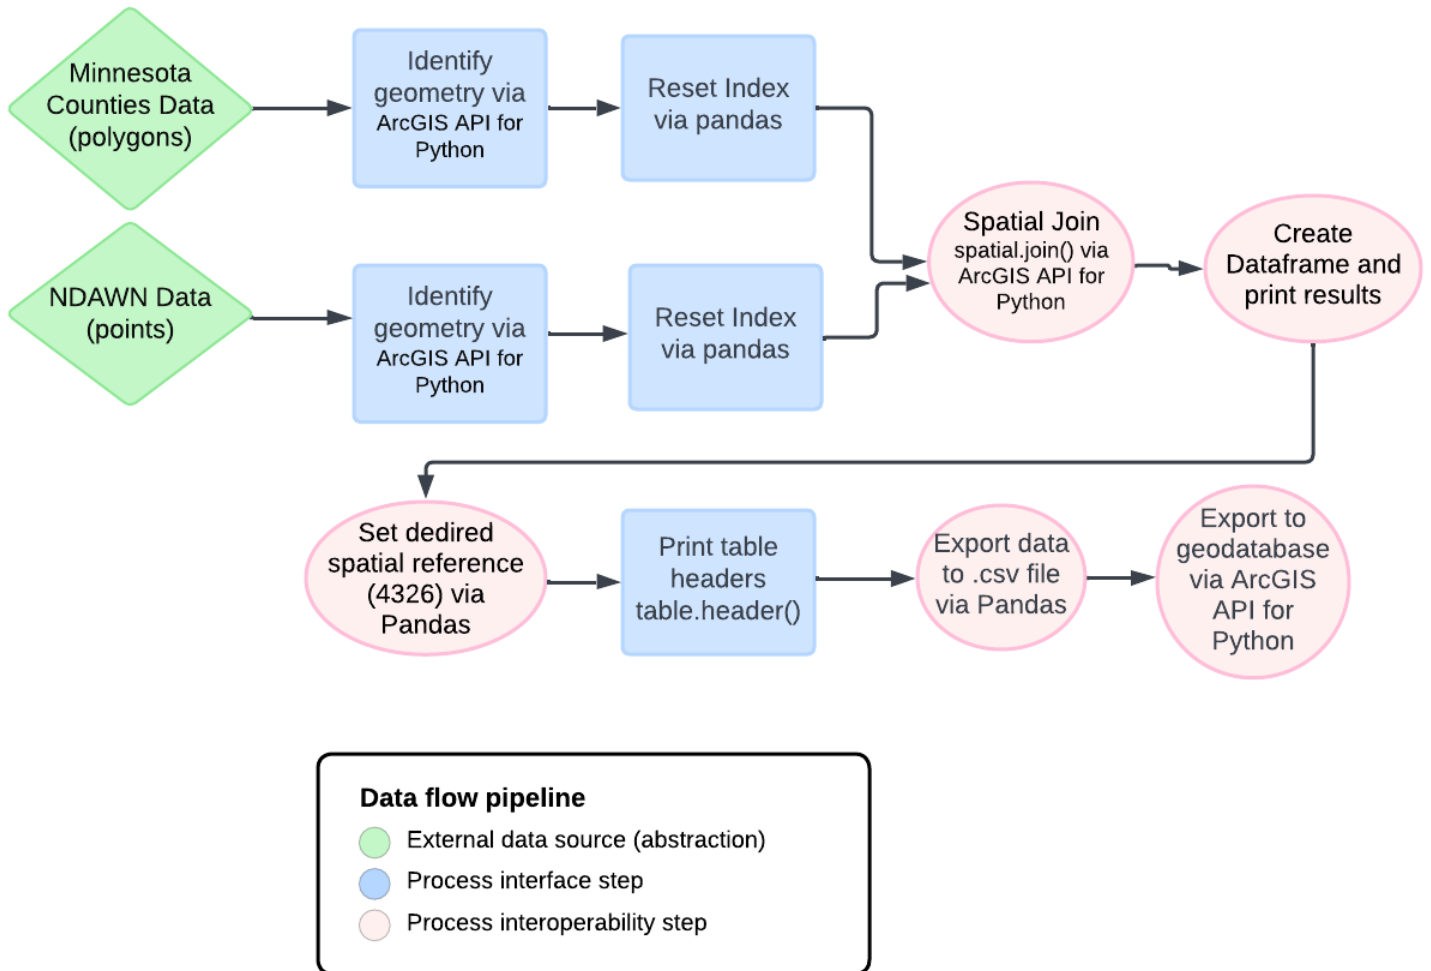 Minnesota
Counties Data
(polygons)
Identify
geometry via
ArcGIS API for
Python
Reset Index
via pandas
NDAWN Data
(points)
Identify
geometry via
ArcGIS API for
Python
Reset Index
via pandas
Spatial Join
spatial.join() via
ArcGIS API for
Python
Create
Dataframe and
print results
Set dedired
spatial reference
(4326) via
Pandas
Print table
headers
table.header()
Export data
to .csv file
via Pandas
Export to
geodatabase
via ArcGIS
API for
Python
Data flow pipeline
External data source (abstraction)
Process interface step
Process interoperability step